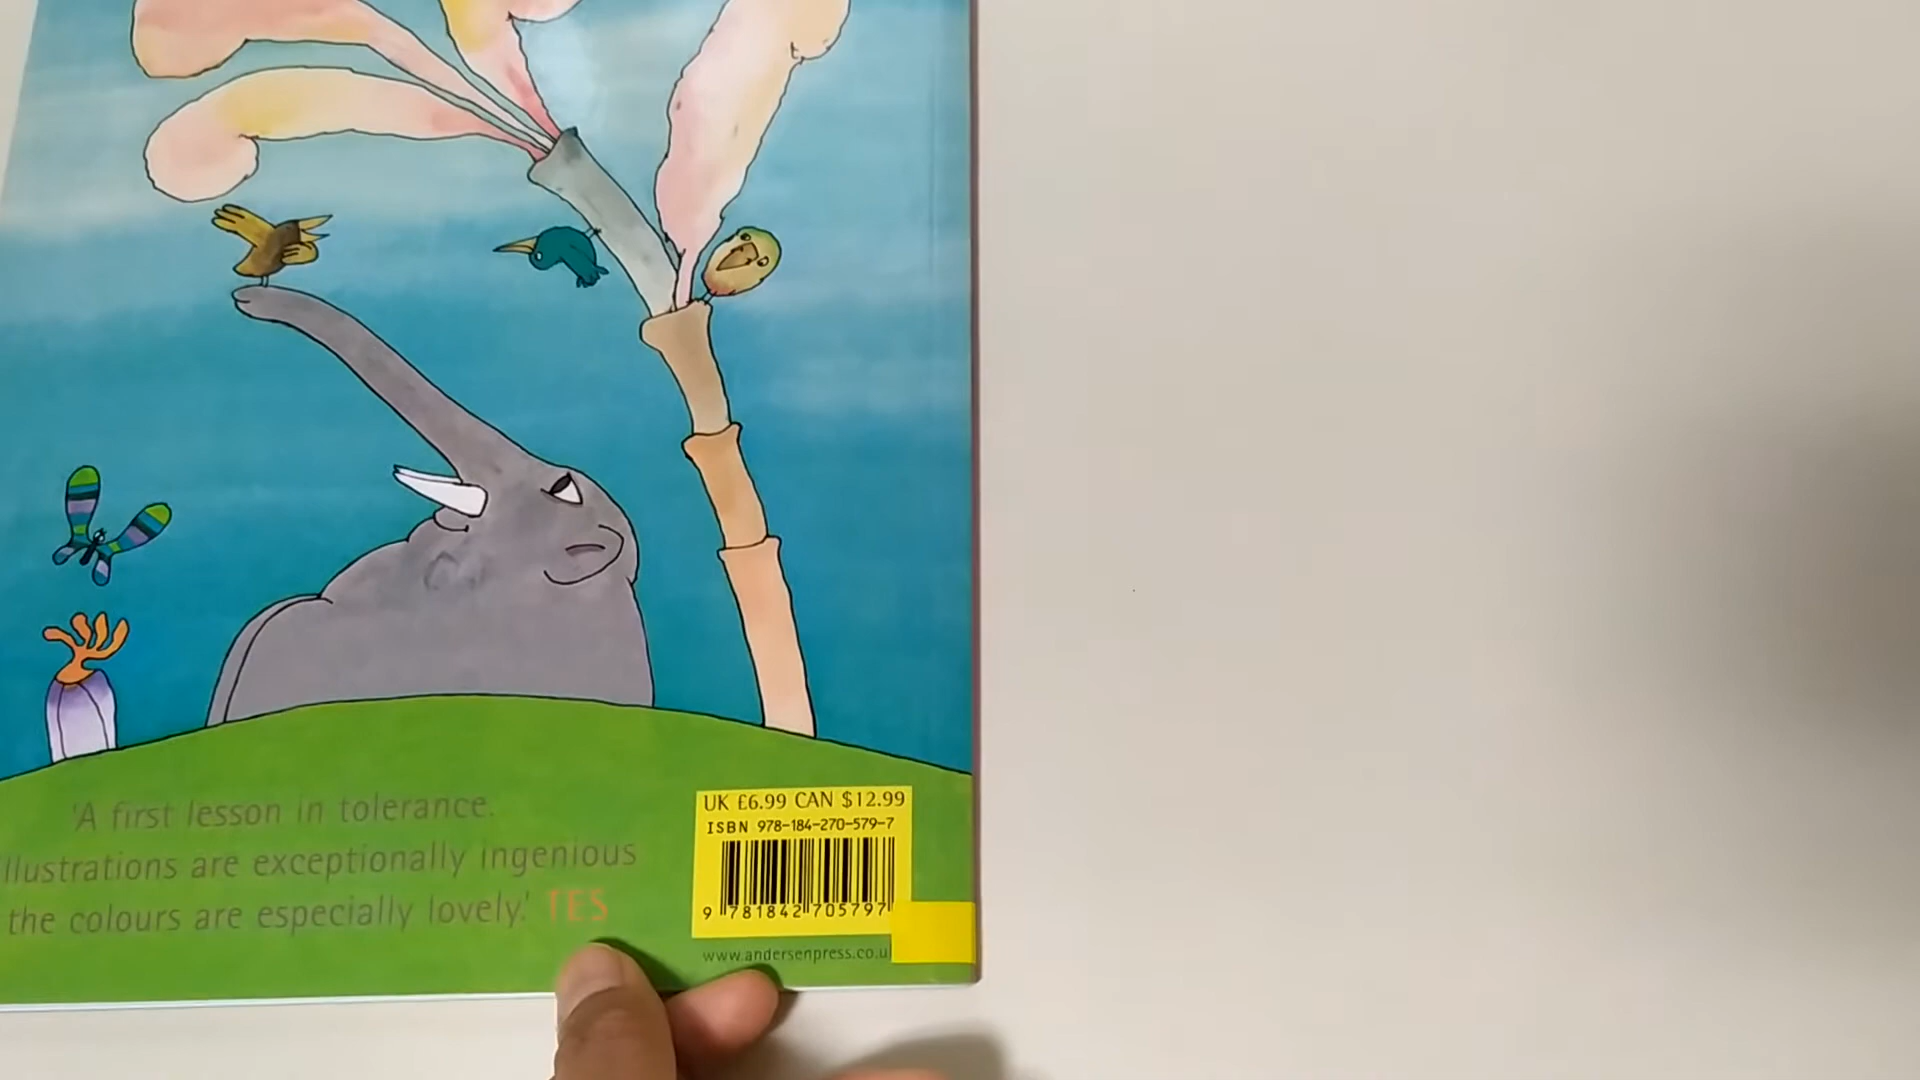 'A first lesson in tolerance.
illustrations are exceptionally ingenious
the colours are especially lovely.' TES
UK £6.99 CAN $12.99
ISBN 978-184-270-579-7
9 781842 705797
www.andersenpress.co.u